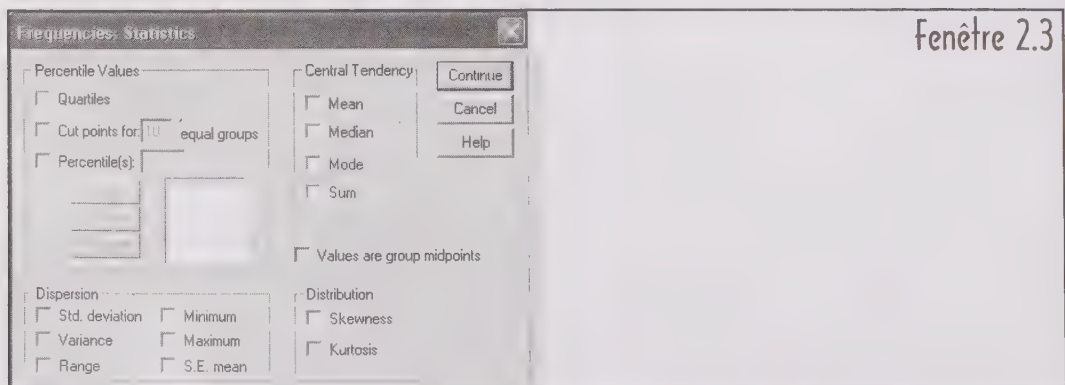 Fenêtre 2.3
Frequencies: Statistics
Percentile Values
Quartiles
Cut points for: 10 equal groups
Percentile(s):
Central Tendency
Mean
Median
Mode
Sum
Continue
Cancel
Help
Values are group midpoints
Dispersion
Std. deviation
Minimum
Variance
Maximum
Range
S.E. mean
Distribution
Skewness
Kurtosis